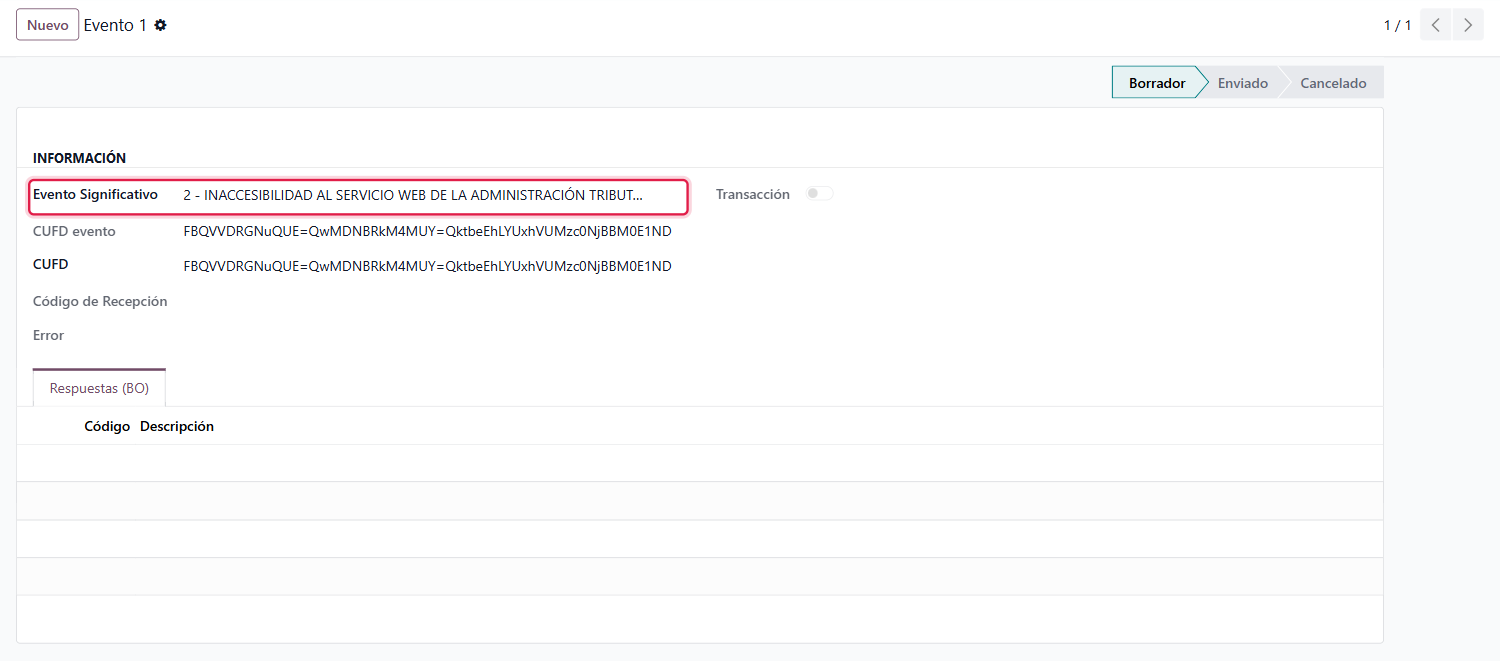 Nuevo Evento 1 1 / 1
Borrador Enviado Cancelado
INFORMACIÓN
Evento Significativo 2 - INACCESIBILIDAD AL SERVICIO WEB DE LA ADMINISTRACIÓN TRIBUT... Transacción
CUFD evento FBQVVDRGNuQUE=QwMDNBRkM4MUY=QktbeEhLYUxhVUMzc0NjBBM0E1ND
CUFD FBQVVDRGNuQUE=QwMDNBRkM4MUY=QktbeEhLYUxhVUMzc0NjBBM0E1ND
Código de Recepción
Error
Respuestas (BO)
Código Descripción